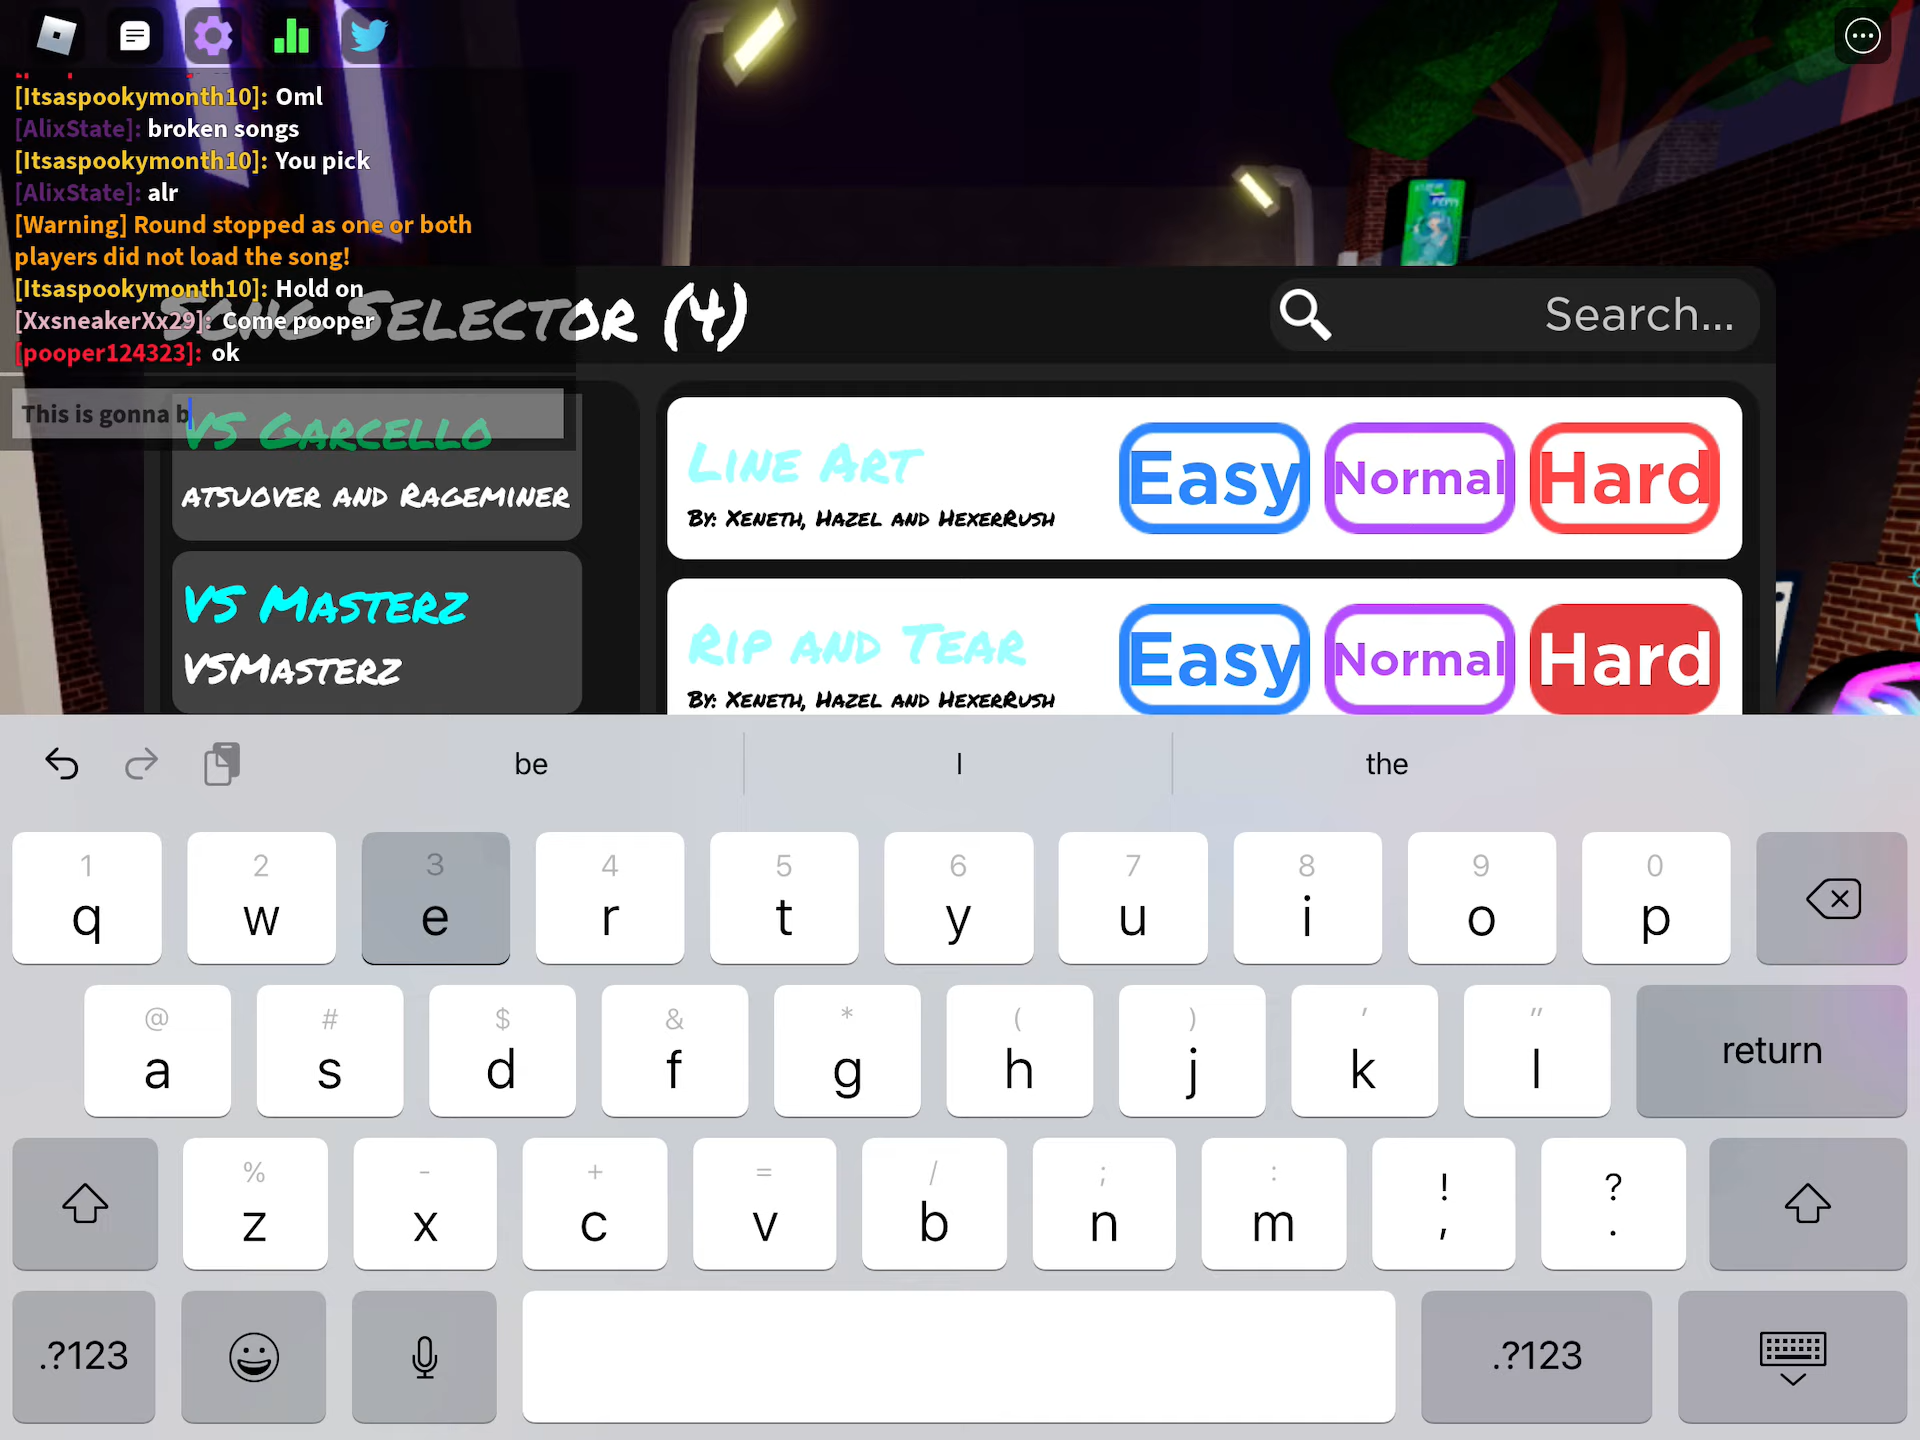 [Itsaspookymonth10]: Oml
[AlixState]: broken songs
[Itsaspookymonth10]: You pick
[AlixState]: alr
[Warning] Round stopped as one or both
players did not load the song!
[Itsaspookymonth10]: Hold on
[XxsneakerXx29]: Come pooper
[pooper124323]: ok
This is gonna b
Song Selector (4)
Search...
VS Garcello
atsuover and Rageminer
VS Masterz
VSMasterz
Line Art
By: Xeneth, Hazel and HexerRush
Easy Normal Hard
Rip and Tear
By: Xeneth, Hazel and HexerRush
Easy Normal Hard
be I the
1 2 3 4 5 6 7 8 9 0
q w e r t y u i o p
@ # $ & * ( ) ' "
a s d f g h j k l return
% - + = / ; : ! ?
z x c v b n m , .
.?123 .?123